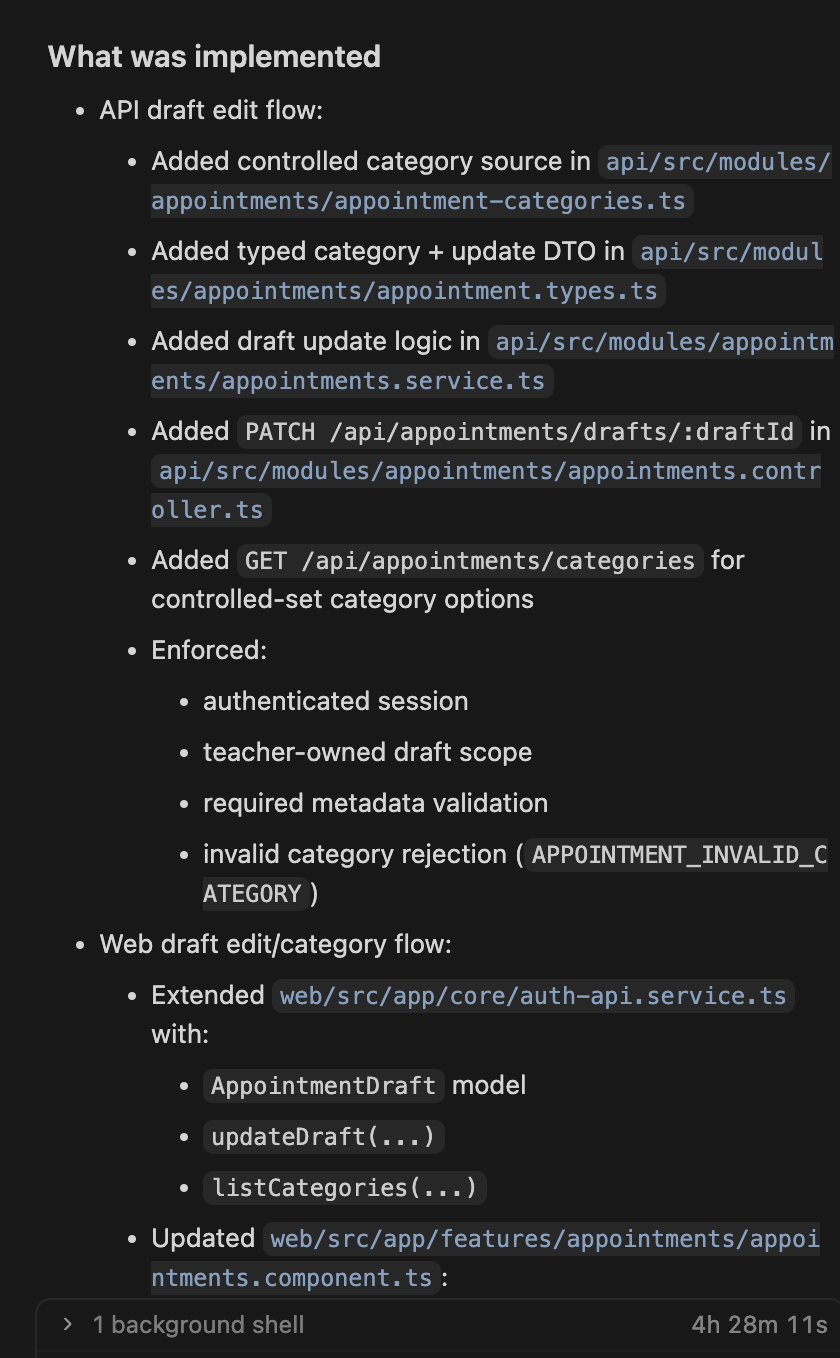 What was implemented
• API draft edit flow:
• Added controlled category source in api/src/modules/
appointments/appointment-categories.ts
• Added typed category + update DTO in api/src/modul
es/appointments/appointment.types.ts
• Added draft update logic in api/src/modules/appointm
ents/appointments.service.ts
• Added PATCH /api/appointments/drafts/:draftId in
api/src/modules/appointments/appointments.contr
oller.ts
• Added GET /api/appointments/categories for
controlled-set category options
• Enforced:
• authenticated session
• teacher-owned draft scope
• required metadata validation
• invalid category rejection (APPOINTMENT_INVALID_C
ATEGORY)
• Web draft edit/category flow:
• Extended web/src/app/core/auth-api.service.ts
with:
• AppointmentDraft model
• updateDraft(...)
• listCategories(...)
• Updated web/src/app/features/appointments/appoi
ntments.component.ts:
> 1 background shell 4h 28m 11s